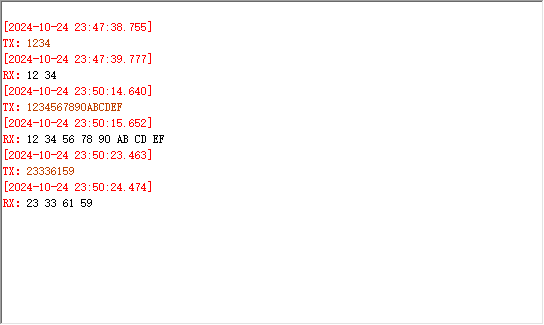 [2024-10-24 23:47:38.755]
TX: 1234
[2024-10-24 23:47:39.777]
RX: 12 34
[2024-10-24 23:50:14.640]
TX: 1234567890ABCDEF
[2024-10-24 23:50:15.652]
RX: 12 34 56 78 90 AB CD EF
[2024-10-24 23:50:23.463]
TX: 23336159
[2024-10-24 23:50:24.474]
RX: 23 33 61 59